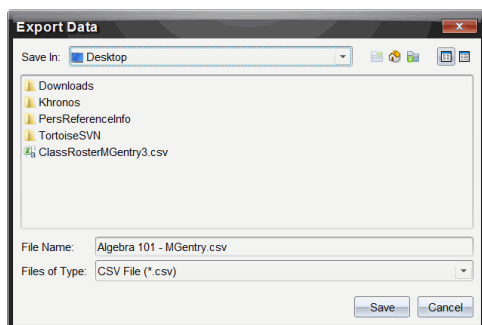 Export Data
Save In: Desktop
Downloads
Khronos
PersReferenceInfo
TortoiseSVN
ClassRosterMGentry3.csv
File Name: Algebra 101 - MGentry.csv
Files of Type: CSV File (*.csv)
Save Cancel